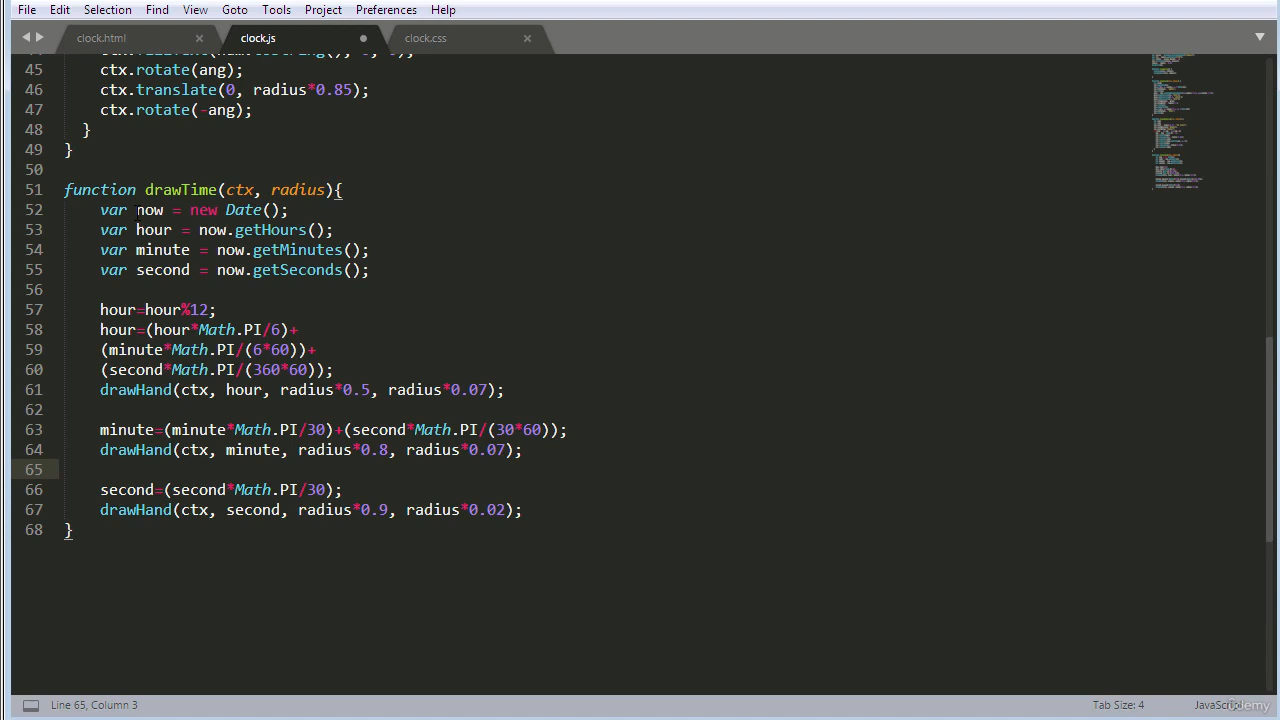 File Edit Selection Find View Goto Tools Project Preferences Help
clock.html × clock.js clock.css ×
45 ctx.rotate(ang);
46 ctx.translate(0, radius*0.85);
47 ctx.rotate(-ang);
48 }
49 }
50
51 function drawTime(ctx, radius){
52 var now = new Date();
53 var hour = now.getHours();
54 var minute = now.getMinutes();
55 var second = now.getSeconds();
56
57 hour=hour%12;
58 hour=(hour*Math.PI/6)+
59 (minute*Math.PI/(6*60))+
60 (second*Math.PI/(360*60));
61 drawHand(ctx, hour, radius*0.5, radius*0.07);
62
63 minute=(minute*Math.PI/30)+(second*Math.PI/(30*60));
64 drawHand(ctx, minute, radius*0.8, radius*0.07);
65
66 second=(second*Math.PI/30);
67 drawHand(ctx, second, radius*0.9, radius*0.02);
68 }
Line 65, Column 3 Tab Size: 4 JavaScript